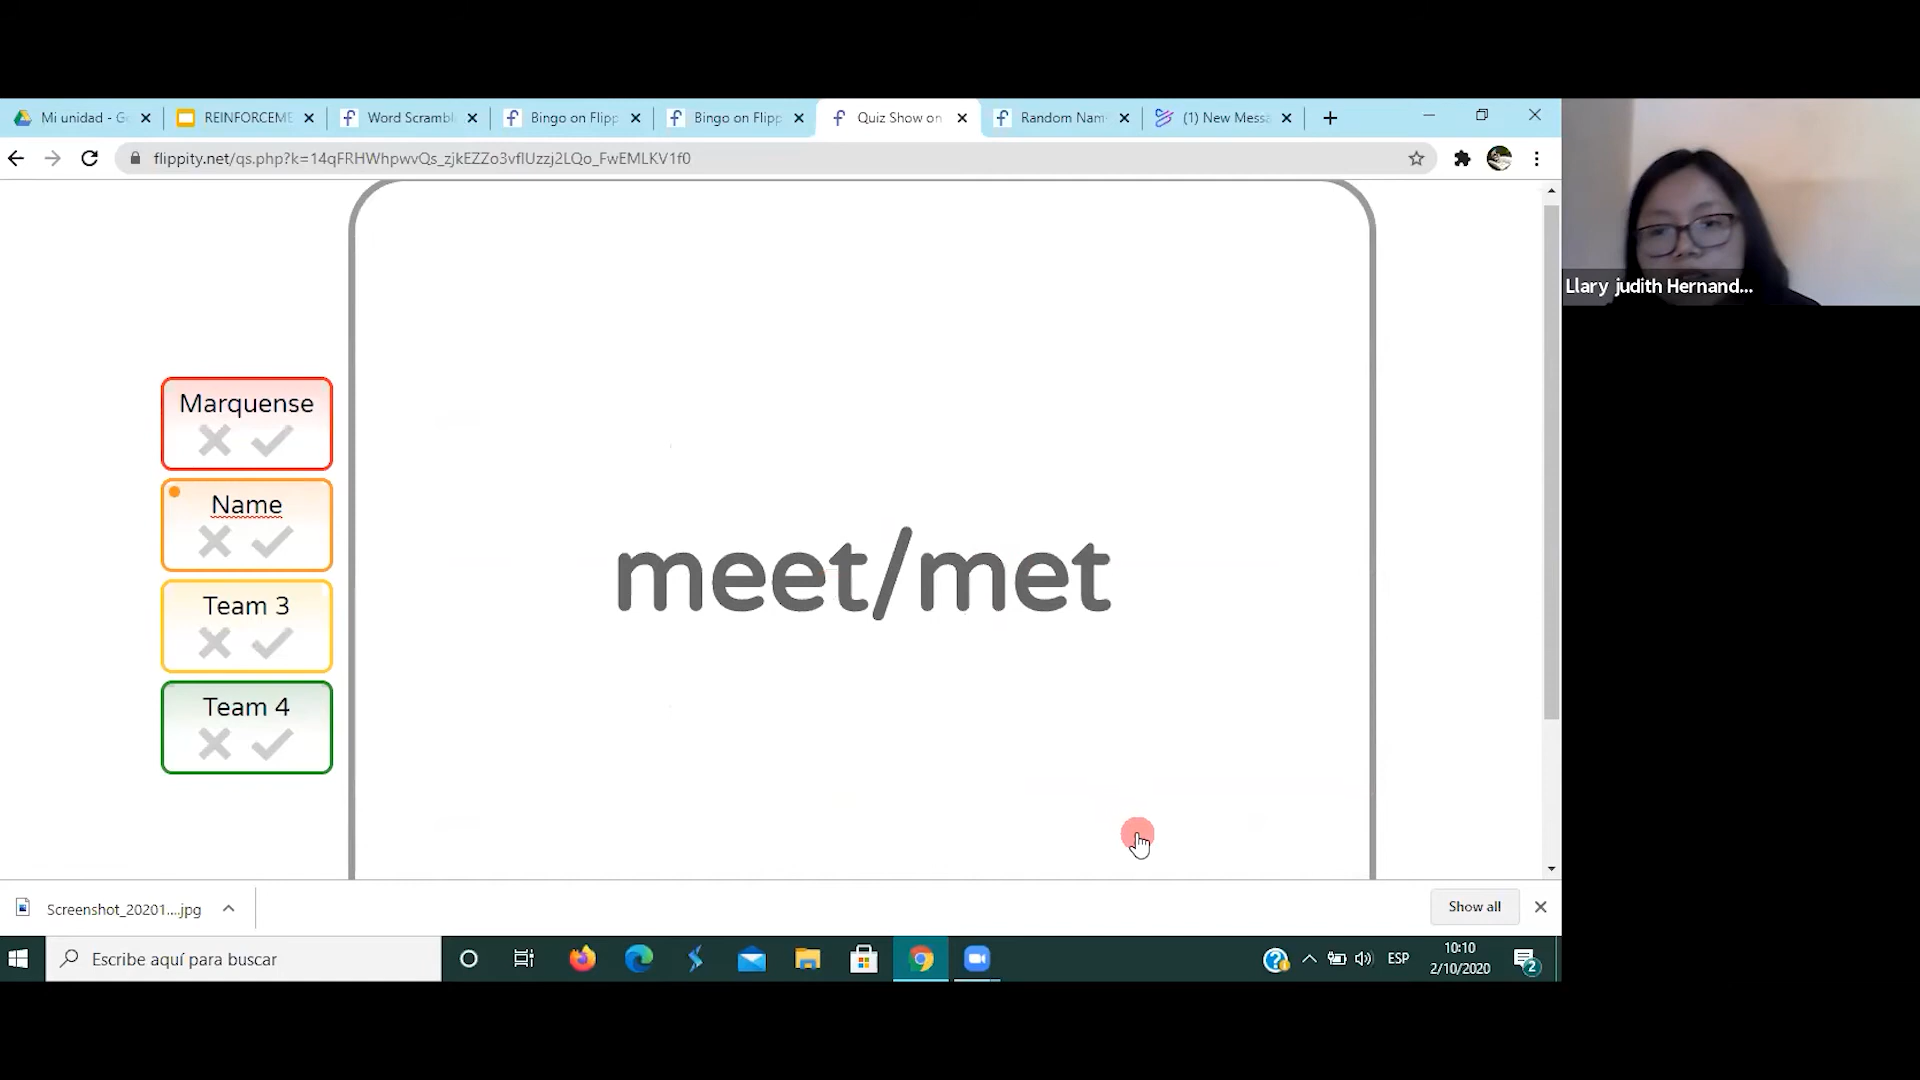 Mi unidad - G
REINFORCEME
Word Scrambl
Bingo on Flipp
Bingo on Flipp
Quiz Show on
Random Nam
(1) New Messa
flippity.net/qs.php?k=14qFRHWhpwvQs_zjkEZZo3vflUzzj2LQo_FwEMLKV1f0
Llary judith Hernand...
Marquense
Name
Team 3
Team 4
meet/met
Screenshot_20201....jpg
Show all
Escribe aquí para buscar
ESP
10:10
2/10/2020
2